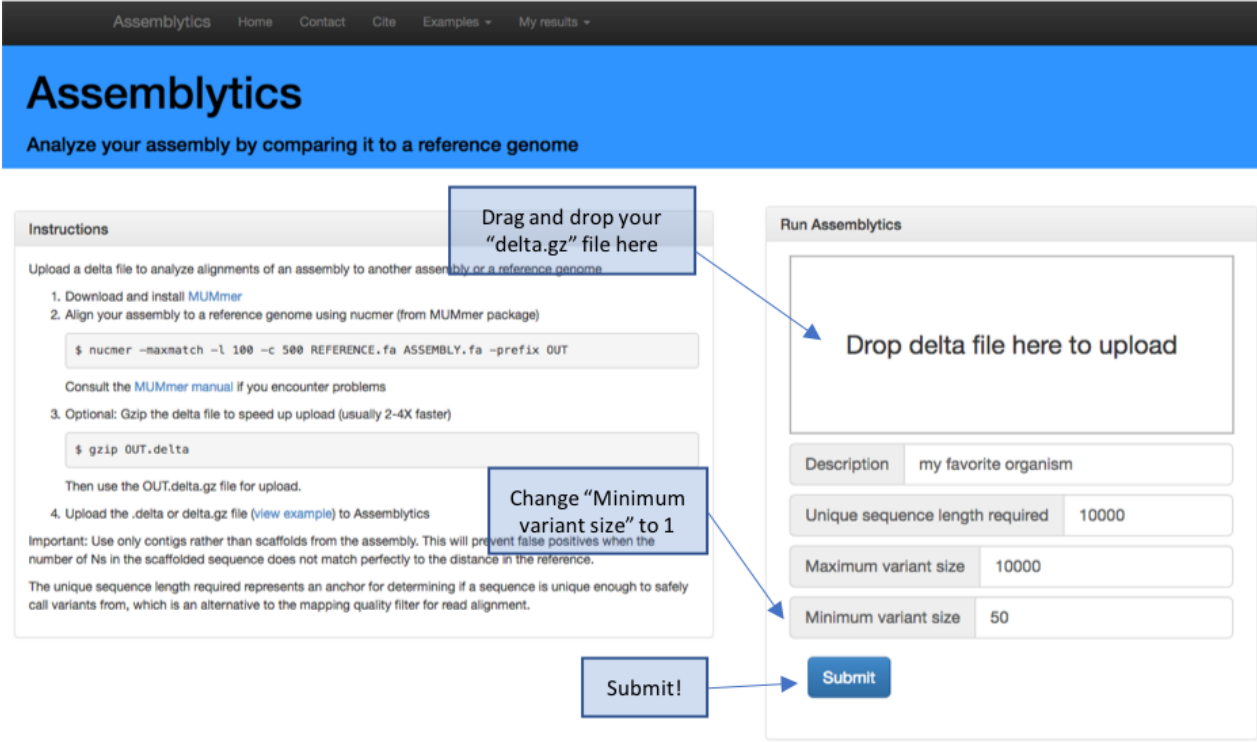 Assemblytics Home Contact Cite Examples My results
Assemblytics
Analyze your assembly by comparing it to a reference genome
Drag and drop your
“delta.gz” file here
Instructions
Upload a delta file to analyze alignments of an assembly to another assembly or a reference genome
1. Download and install MUMmer
2. Align your assembly to a reference genome using nucmer (from MUMmer package)
$ nucmer -maxmatch -l 100 -c 500 REFERENCE.fa ASSEMBLY.fa -prefix OUT
Consult the MUMmer manual if you encounter problems
3. Optional: Gzip the delta file to speed up upload (usually 2-4X faster)
$ gzip OUT.delta
Then use the OUT.delta.gz file for upload.
4. Upload the .delta or delta.gz file (view example) to Assemblytics
Important: Use only contigs rather than scaffolds from the assembly. This will prevent false positives when the
number of Ns in the scaffolded sequence does not match perfectly to the distance in the reference.
The unique sequence length required represents an anchor for determining if a sequence is unique enough to safely
call variants from, which is an alternative to the mapping quality filter for read alignment.
Change “Minimum
variant size” to 1
Submit!
Run Assemblytics
Drop delta file here to upload
Description my favorite organism
Unique sequence length required 10000
Maximum variant size 10000
Minimum variant size 50
Submit